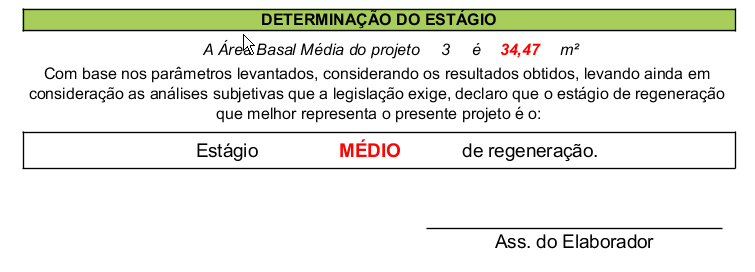 DETERMINAÇÃO DO ESTÁGIO
A Área Basal Média do projeto 3 é 34,47 m²
Com base nos parâmetros levantados, considerando os resultados obtidos, levando ainda em
consideração as análises subjetivas que a legislação exige, declaro que o estágio de regeneração
que melhor representa o presente projeto é o:
Estágio MÉDIO de regeneração.
Ass. do Elaborador